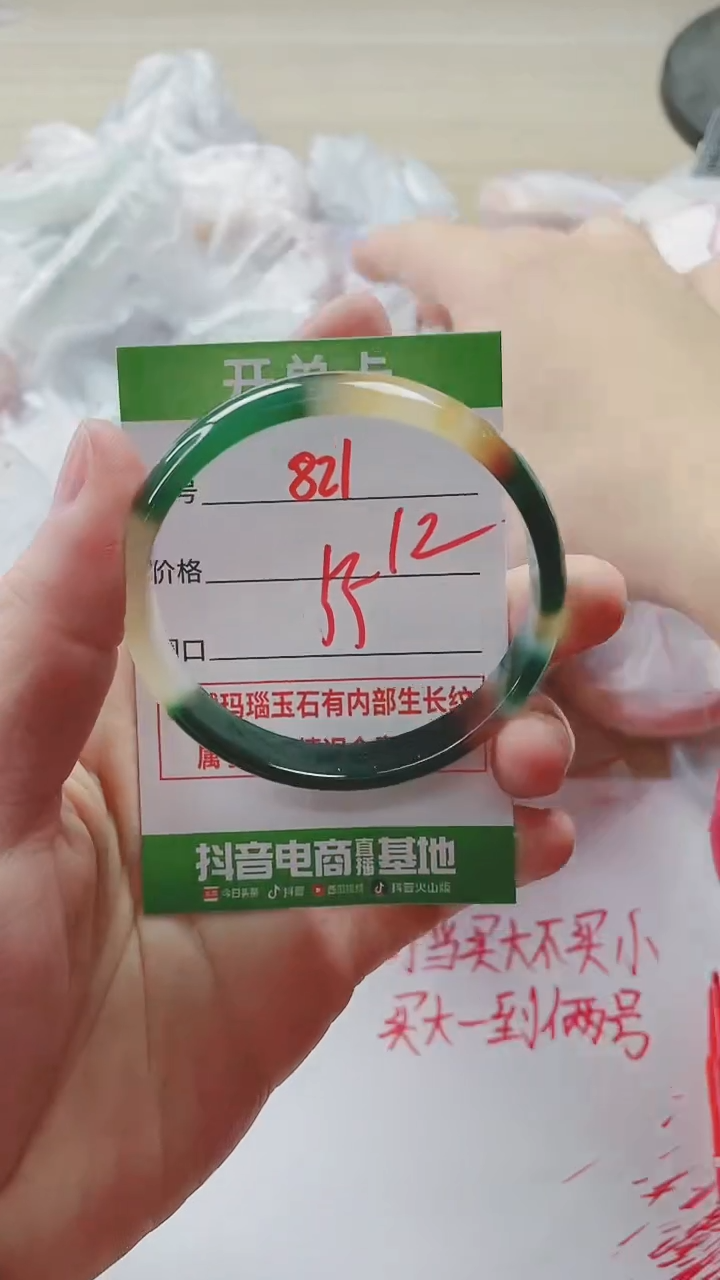 开单卡
号 821
12
价格 55
圈口
玛瑙玉石有内部生长纹
属
抖音电商直播基地
今日头条 抖音 西瓜视频 抖音火山版
当买大不买小
买大一到俩号